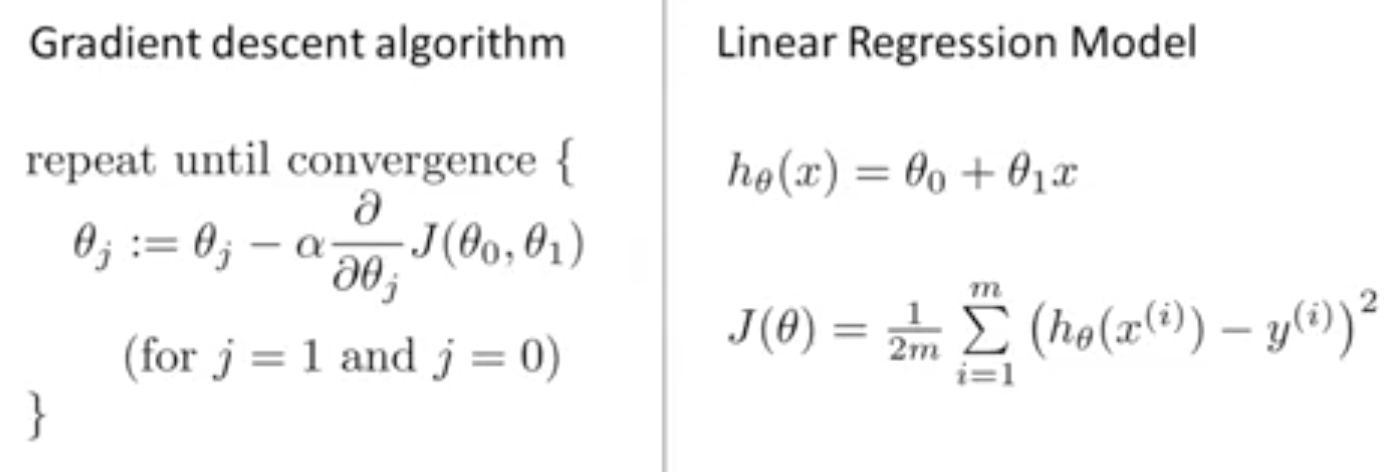 Gradient descent algorithm
repeat until convergence {
θ_j := θ_j − α ∂/∂θ_j J(θ_0, θ_1)
(for j = 1 and j = 0)
}
Linear Regression Model
h_θ(x) = θ_0 + θ_1x
J(θ) = 1/2m ∑_{i=1}^{m} (h_θ(x^{(i)}) − y^{(i)})^2